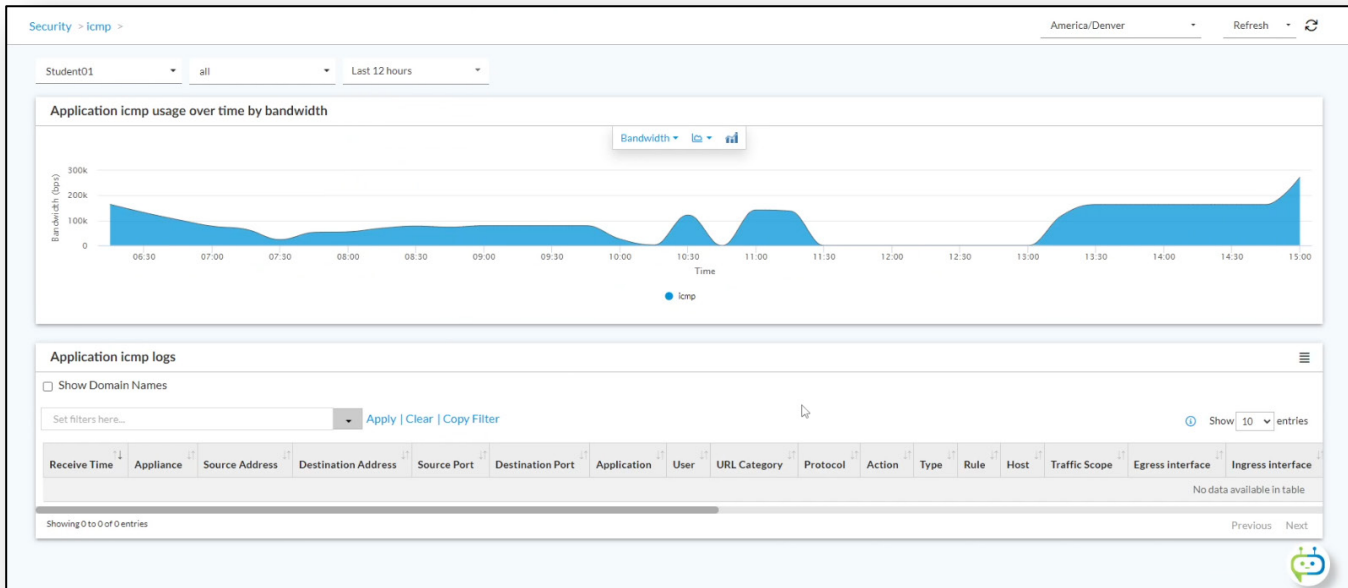 Security > icmp >
America/Denver
Refresh
Student01
all
Last 12 hours
Application icmp usage over time by bandwidth
Bandwidth
Bandwidth (bps)
300k
200k
100k
0
06:30 07:00 07:30 08:00 08:30 09:00 09:30 10:00 10:30 11:00 11:30 12:00 12:30 13:00 13:30 14:00 14:30 15:00
Time
icmp
Application icmp logs
Show Domain Names
Set filters here...
Apply | Clear | Copy Filter
Show 10 entries
Receive Time Appliance Source Address Destination Address Source Port Destination Port Application User URL Category Protocol Action Type Rule Host Traffic Scope Egress interface Ingress interface
No data available in table
Showing 0 to 0 of 0 entries
Previous Next